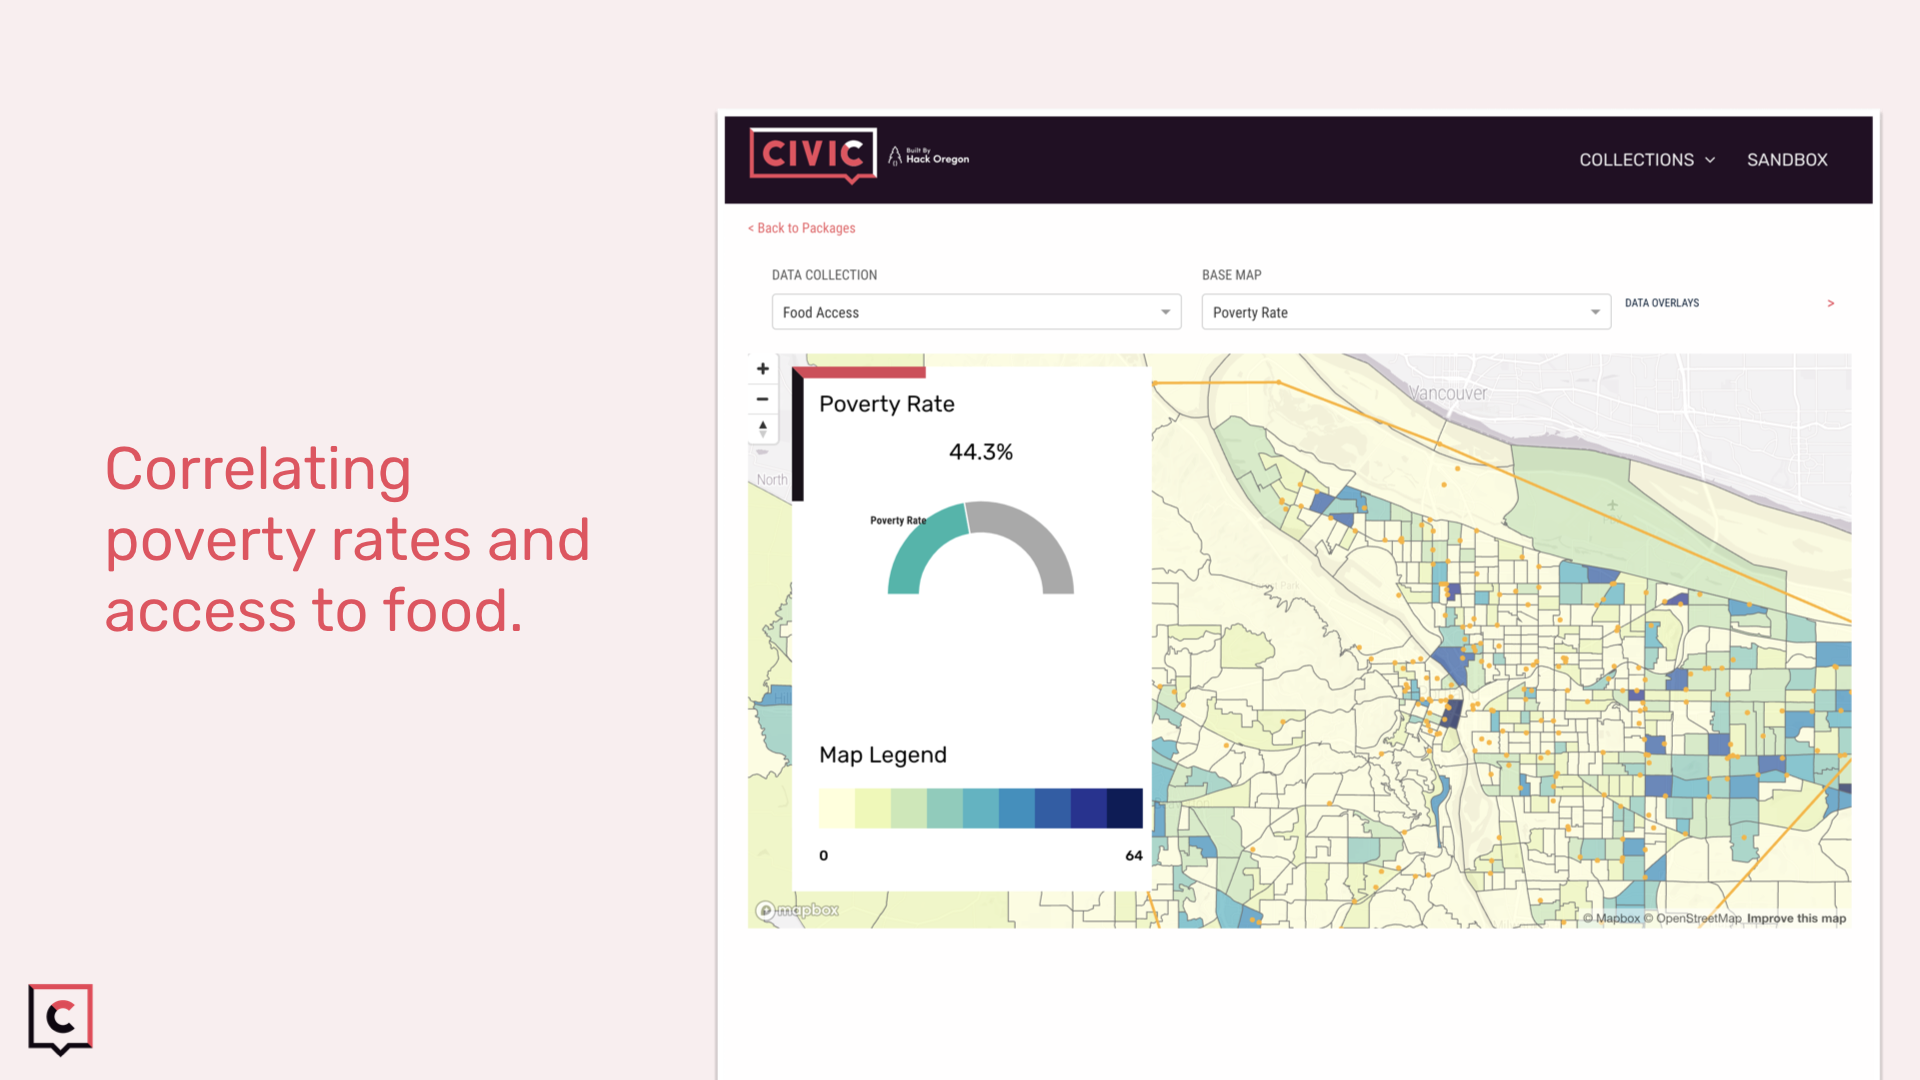 Correlating
poverty rates and
access to food.
C
CIVIC
Built By
Hack Oregon
COLLECTIONS
SANDBOX
< Back to Packages
DATA COLLECTION
BASE MAP
Food Access
Poverty Rate
DATA OVERLAYS
>
+
−
North
Poverty Rate
44.3%
Poverty Rate
Map Legend
0
64
Vancouver
mapbox
© Mapbox © OpenStreetMap Improve this map